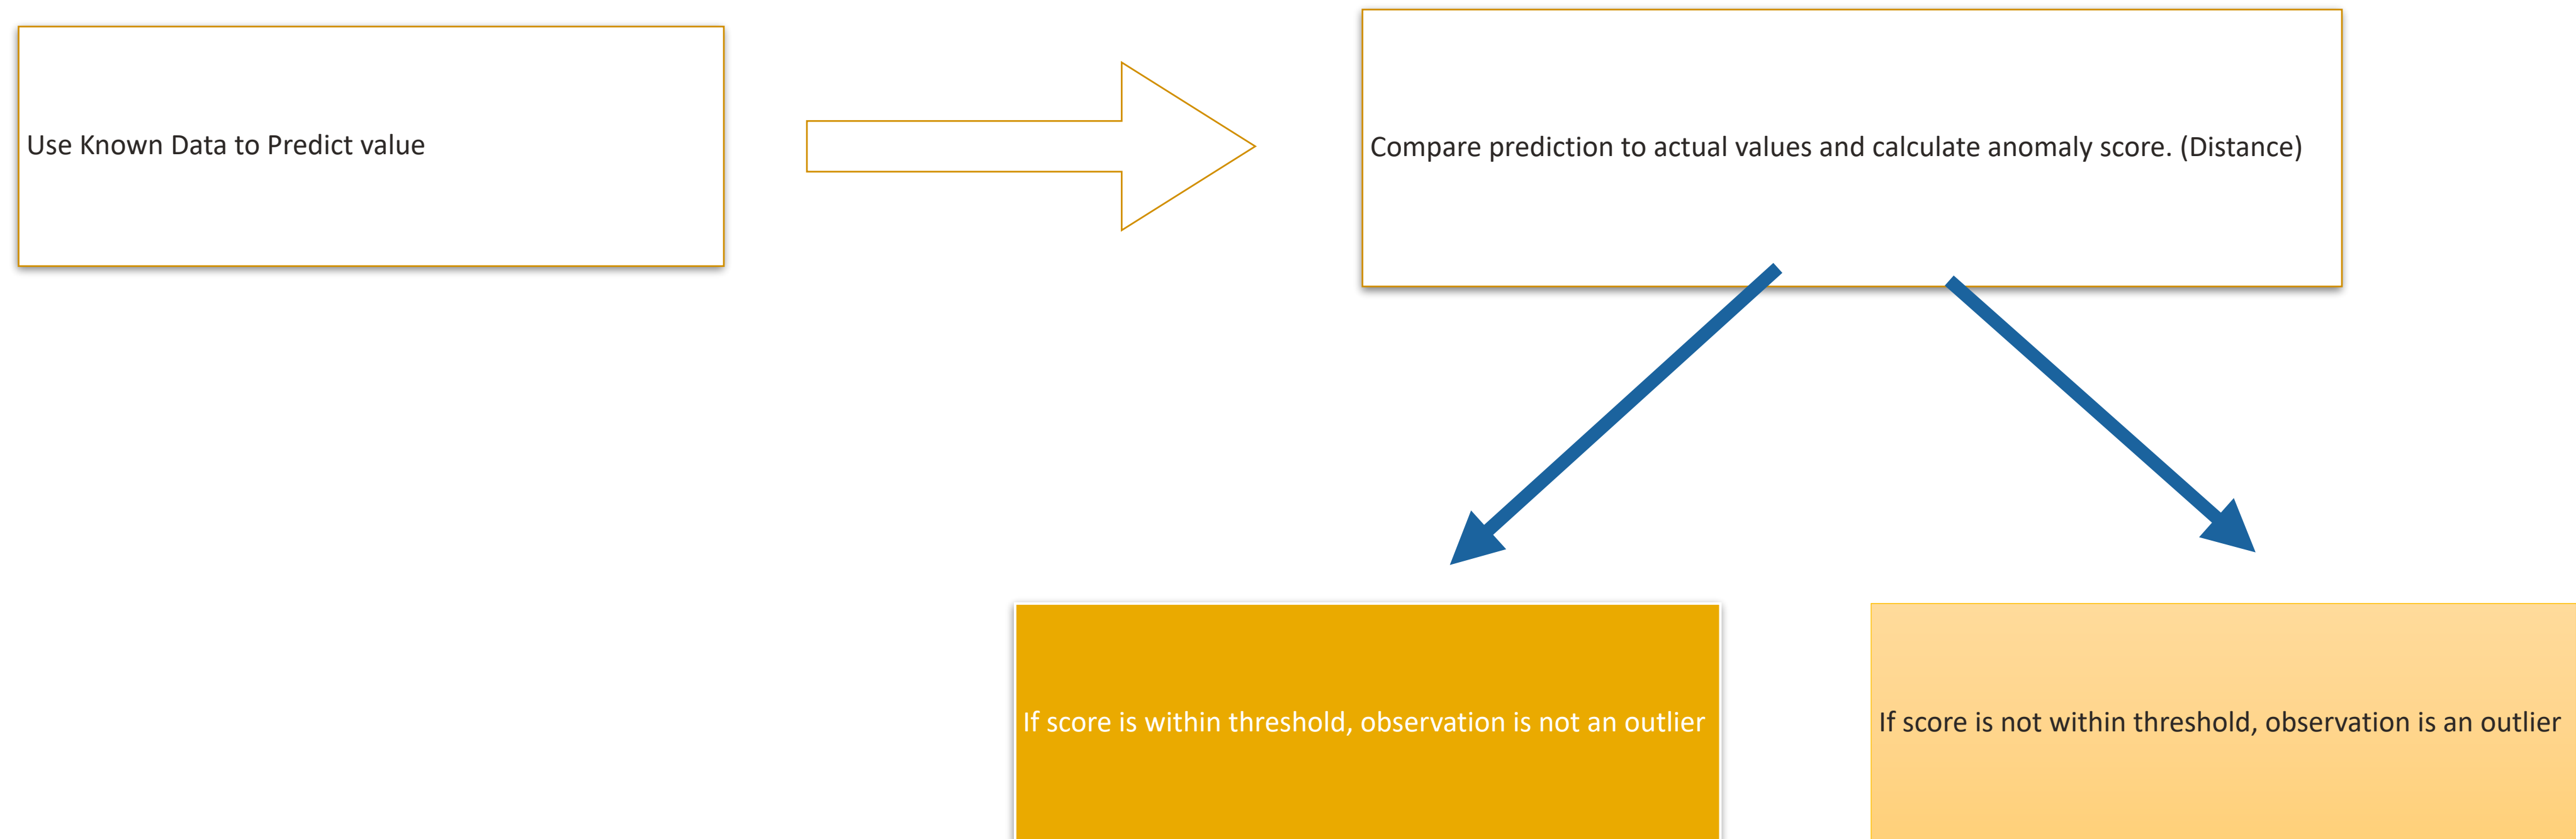 Use Known Data to Predict value
Compare prediction to actual values and calculate anomaly score. (Distance)
If score is within threshold, observation is not an outlier
If score is not within threshold, observation is an outlier